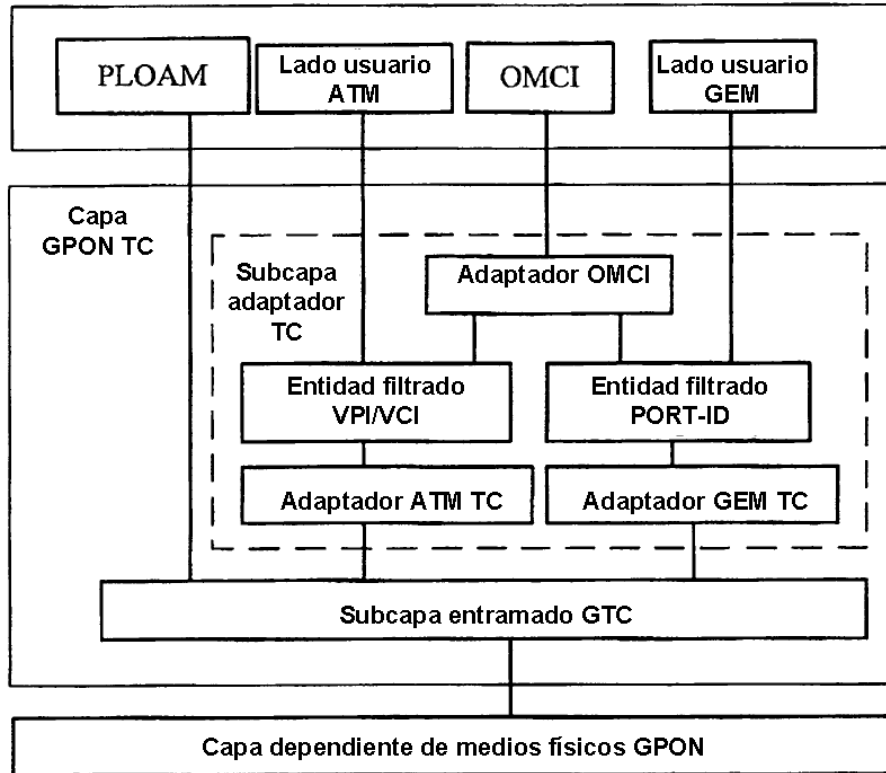 PLOAM
Lado usuario
ATM
OMCI
Lado usuario
GEM
Capa
GPON TC
Subcapa
adaptador
TC
Adaptador OMCI
Entidad filtrado
VPI/VCI
Entidad filtrado
PORT-ID
Adaptador ATM TC
Adaptador GEM TC
Subcapa entramado GTC
Capa dependiente de medios físicos GPON